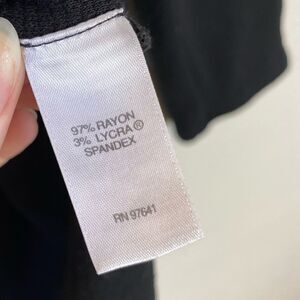 97% RAYON
3% LYCRA®
SPANDEX
RN 97641